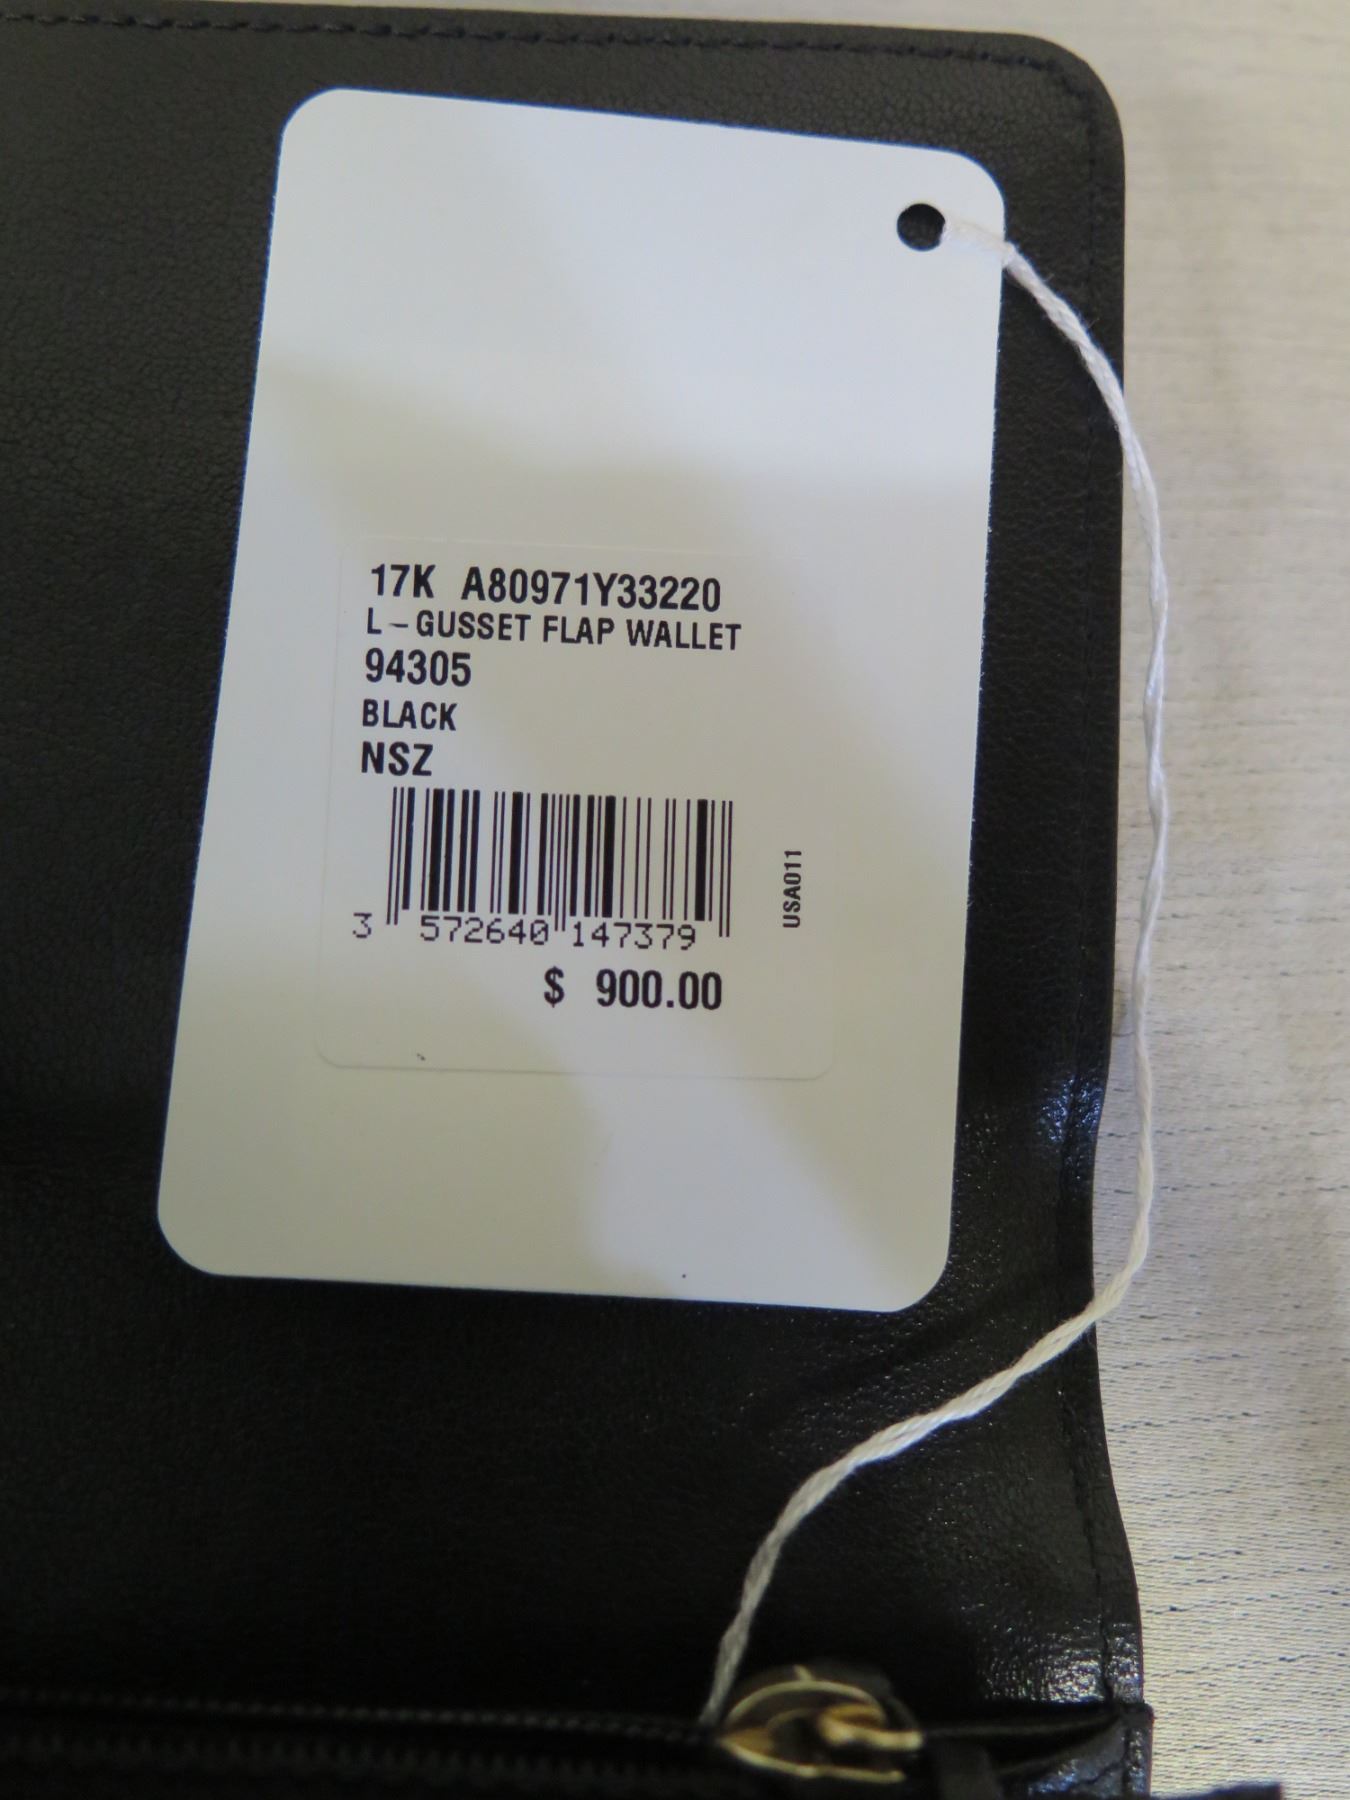 17K A80971Y33220
L-GUSSET FLAP WALLET
94305
BLACK
NSZ
USA011
3 572640 147379
$ 900.00